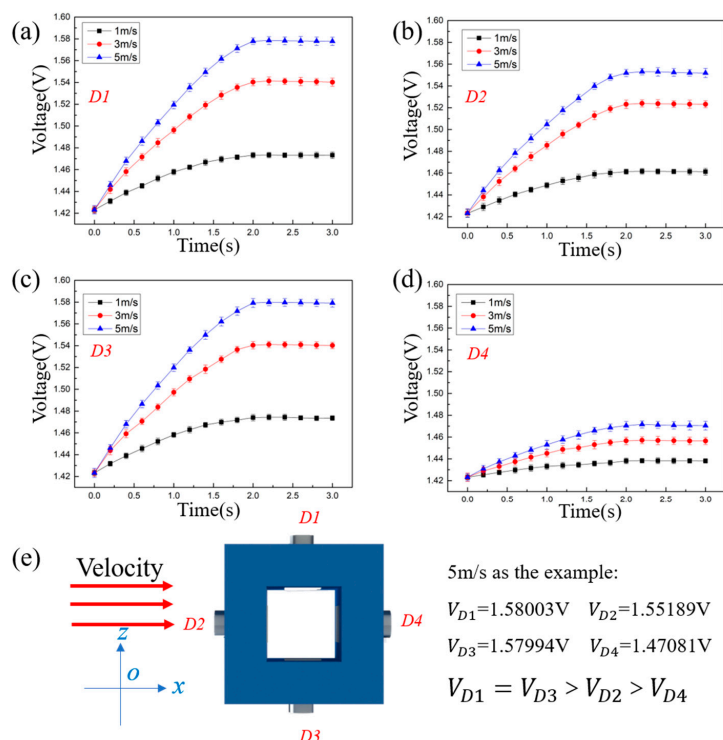 (a)
1m/s
3m/s
5m/s
D1
Voltage(V)
1.60
1.58
1.56
1.54
1.52
1.50
1.48
1.46
1.44
1.42
0.0 0.5 1.0 1.5 2.0 2.5 3.0
Time(s)
(b)
1m/s
3m/s
5m/s
D2
Voltage(V)
1.60
1.58
1.56
1.54
1.52
1.50
1.48
1.46
1.44
1.42
0.0 0.5 1.0 1.5 2.0 2.5 3.0
Time(s)
(c)
1m/s
3m/s
5m/s
D3
Voltage(V)
1.60
1.58
1.56
1.54
1.52
1.50
1.48
1.46
1.44
1.42
0.0 0.5 1.0 1.5 2.0 2.5 3.0
Time(s)
(d)
1m/s
3m/s
5m/s
D4
Voltage(V)
1.60
1.58
1.56
1.54
1.52
1.50
1.48
1.46
1.44
1.42
0.0 0.5 1.0 1.5 2.0 2.5 3.0
Time(s)
(e)
Velocity
D1
D2
D4
D3
z
o
x
5m/s as the example:
V_D1=1.58003V V_D2=1.55189V
V_D3=1.57994V V_D4=1.47081V
V_D1 = V_D3 > V_D2 > V_D4